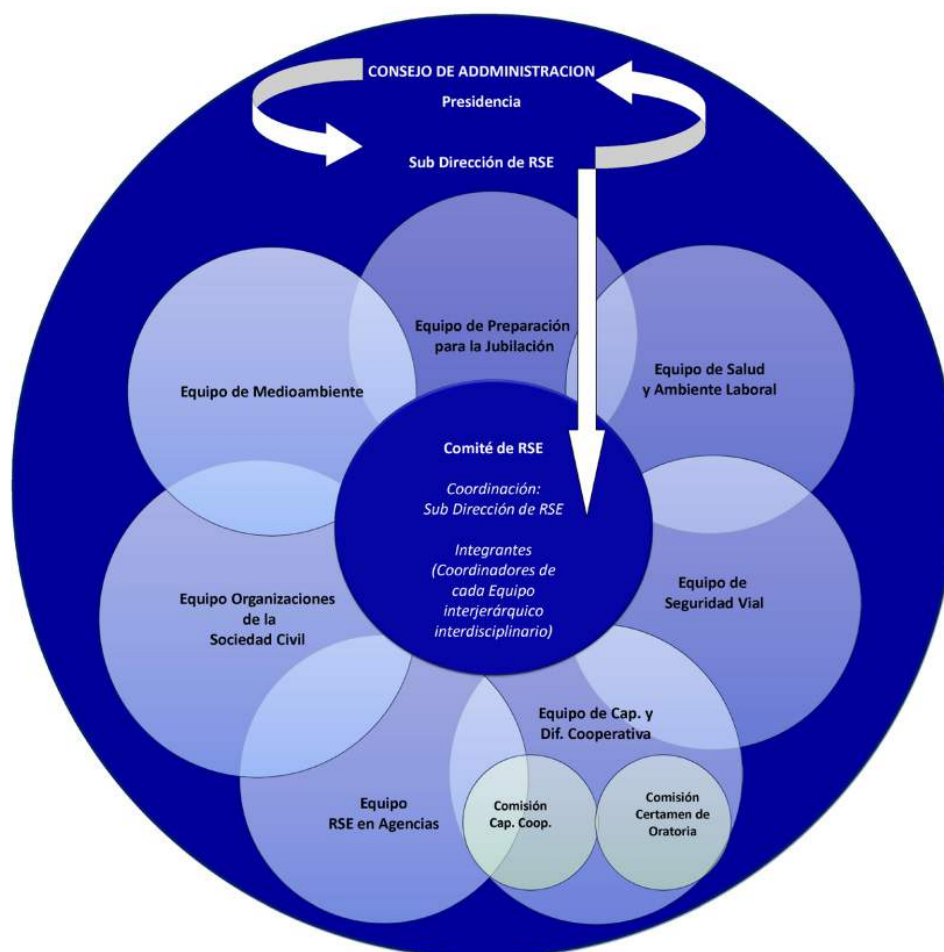 CONSEJO DE ADDMINISTRACION
Presidencia
Sub Dirección de RSE
Equipo de Preparación
para la Jubilación
Equipo de Medioambiente
Equipo de Salud
y Ambiente Laboral
Comité de RSE
Coordinación:
Sub Dirección de RSE
Integrantes
(Coordinadores de
cada Equipo
interjerárquico
interdisciplinario)
Equipo Organizaciones
de la
Sociedad Civil
Equipo de
Seguridad Vial
Equipo
RSE en Agencias
Equipo de Cap. y
Dif. Cooperativa
Comisión
Cap. Coop.
Comisión
Certamen de
Oratoria